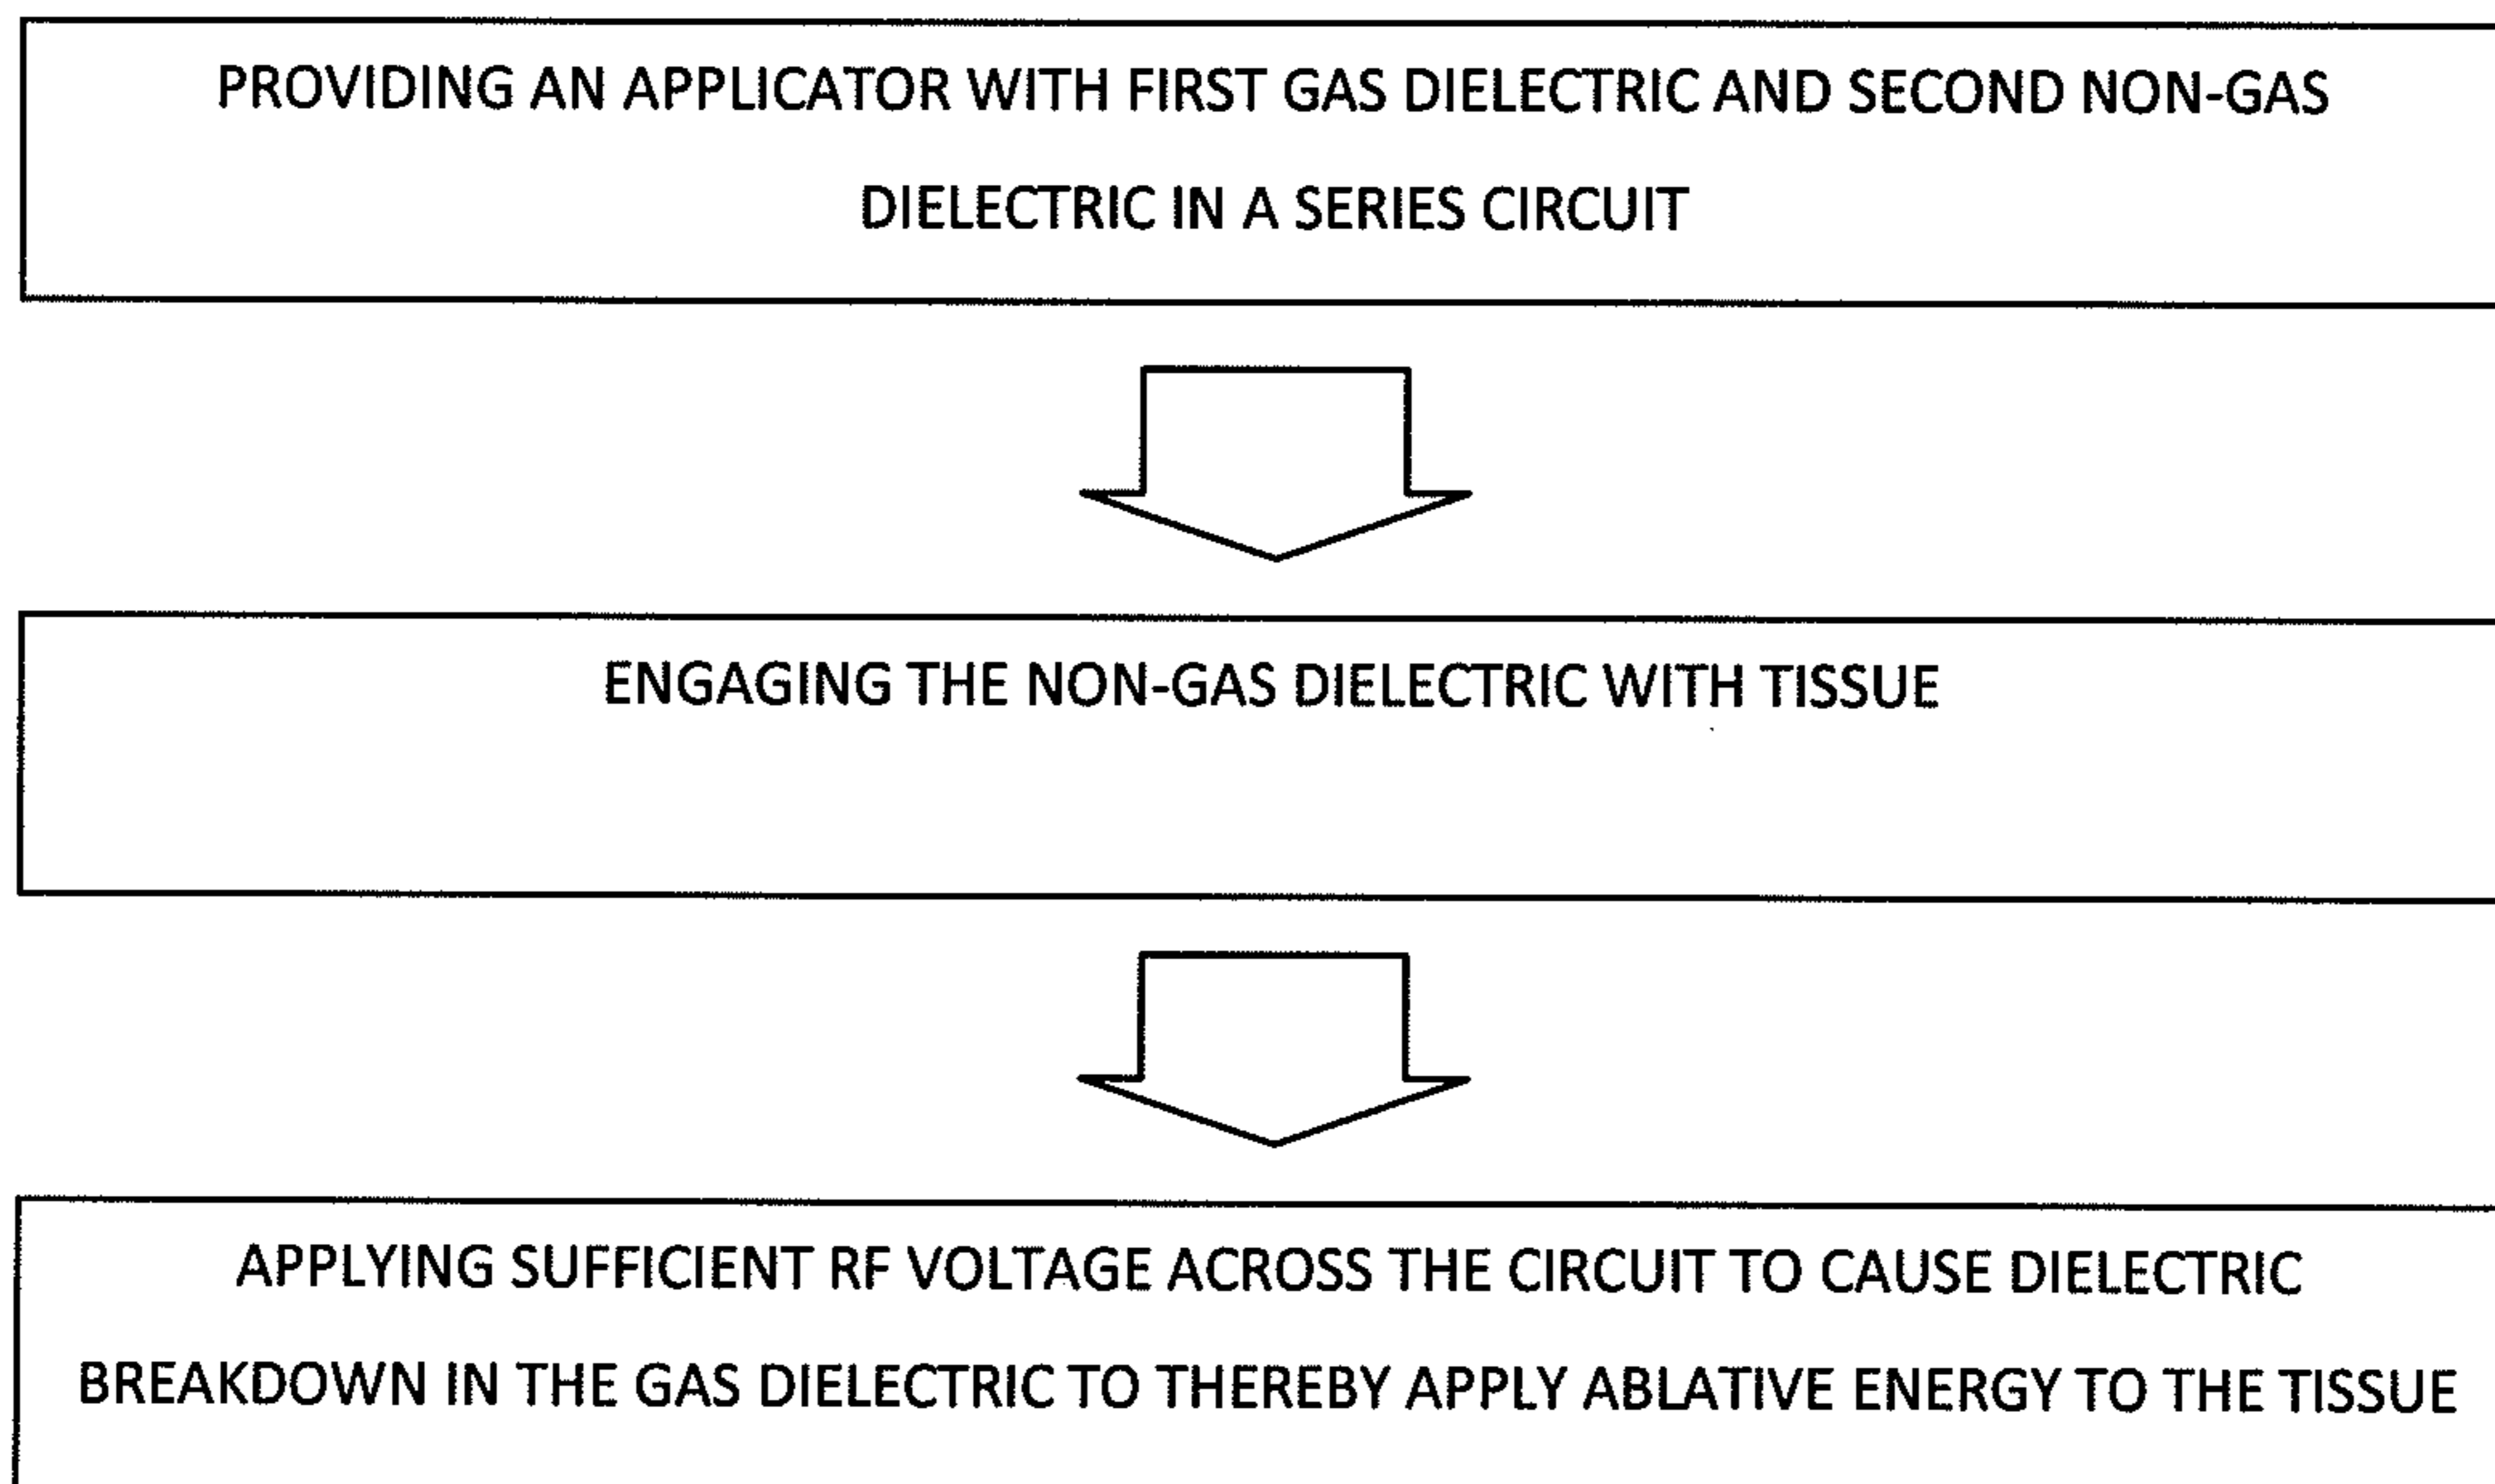 PROVIDING AN APPLICATOR WITH FIRST GAS DIELECTRIC AND SECOND NON-GAS
DIELECTRIC IN A SERIES CIRCUIT
ENGAGING THE NON-GAS DIELECTRIC WITH TISSUE
APPLYING SUFFICIENT RF VOLTAGE ACROSS THE CIRCUIT TO CAUSE DIELECTRIC
BREAKDOWN IN THE GAS DIELECTRIC TO THEREBY APPLY ABLATIVE ENERGY TO THE TISSUE